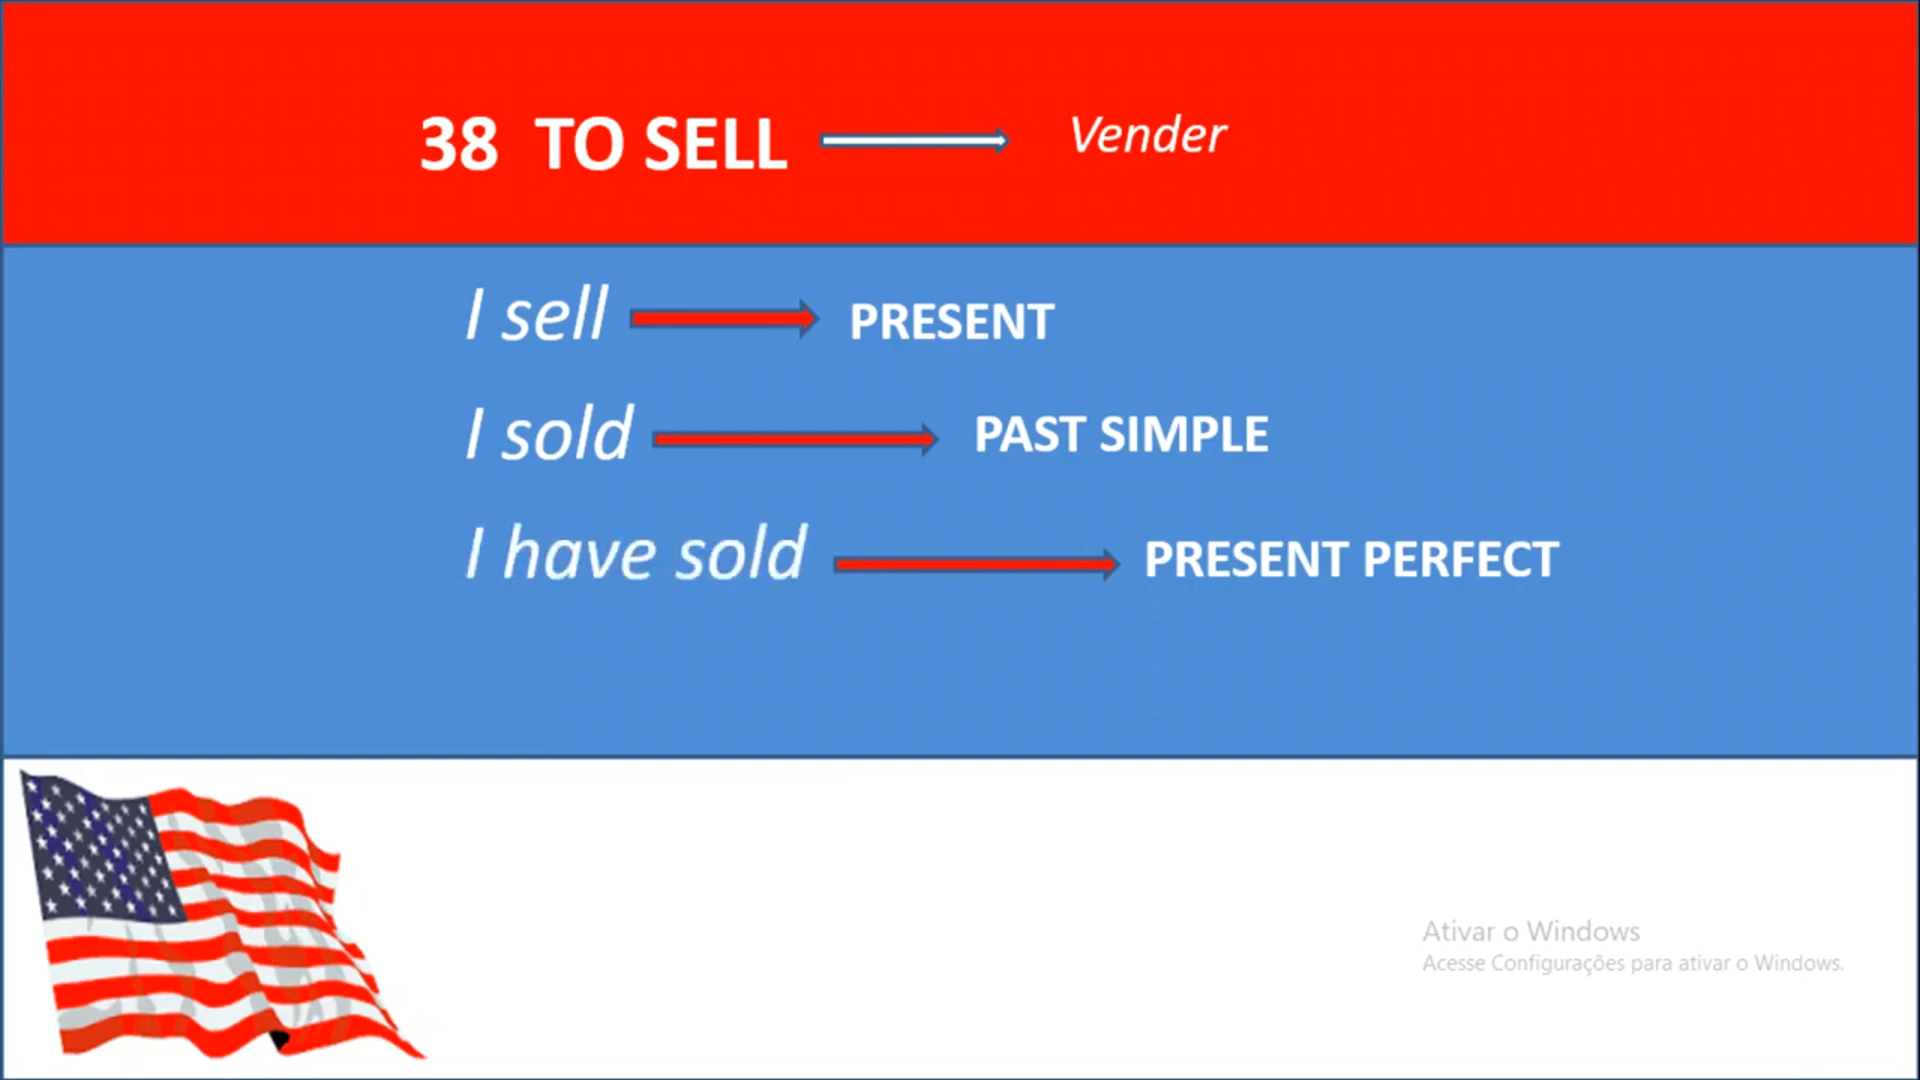 38 TO SELL Vender
I sell PRESENT
I sold PAST SIMPLE
I have sold PRESENT PERFECT
Ativar o Windows
Acesse Configurações para ativar o Windows.